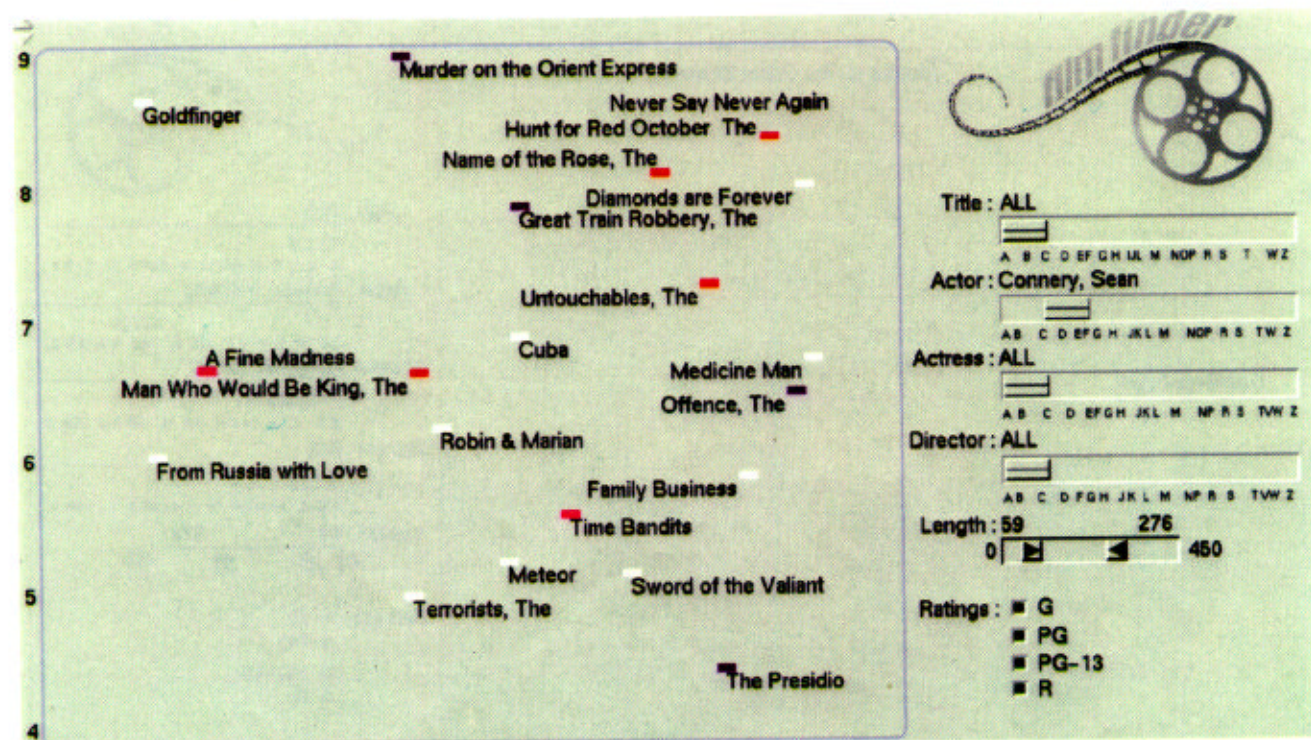 film finder
9
Murder on the Orient Express
Goldfinger
Never Say Never Again
Hunt for Red October The
Name of the Rose, The
8
Diamonds are Forever
Great Train Robbery, The
Untouchables, The
7
Cuba
A Fine Madness
Medicine Man
Man Who Would Be King, The
Offence, The
Robin & Marian
6
From Russia with Love
Family Business
Time Bandits
Meteor
Sword of the Valiant
5
Terrorists, The
The Presidio
4
Title : ALL
A B C D EF G H IJL M NOP R S T W Z
Actor : Connery, Sean
AB C D EFG H JKL M NOP R S TW Z
Actress : ALL
AB C D EFGH JKL M NP R S TVW Z
Director : ALL
AB C D FGH JKL M NP R S TVW Z
Length : 59 276
0 450
Ratings : G
PG
PG-13
R